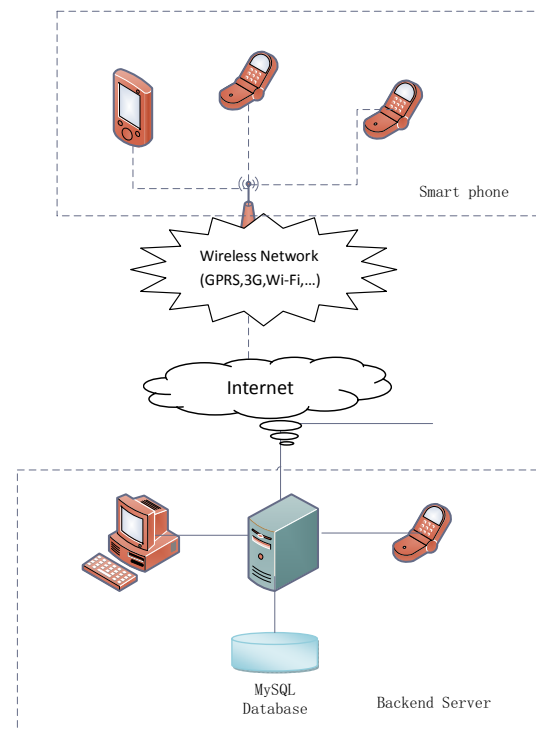 Smart phone
Wireless Network
(GPRS,3G,Wi-Fi,...)
Internet
MySQL
Database
Backend Server